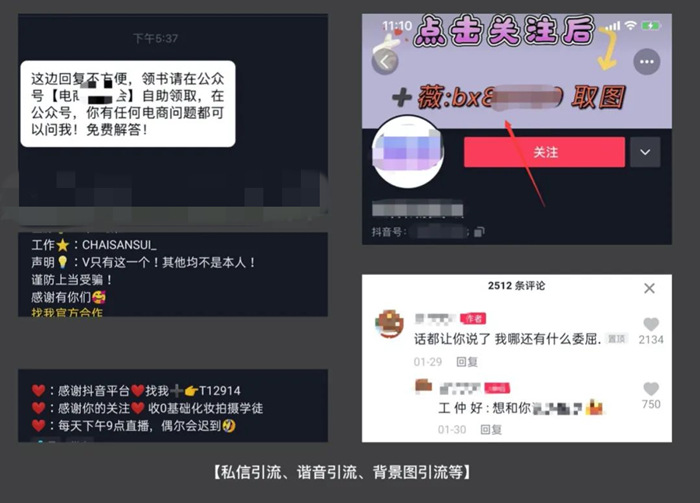 下午5:37
这边回复不方便，领书请在公众
号【电 】自助领取，在
公众号，你有任何电商问题都可
以问我！免费解答！
工作⭐：CHAISANSUI_
声明💡：V只有这一个！其他均不是本人！
谨防上当受骗！
感谢有你们🥰
找我官方合作
❤️：感谢抖音平台❤️找我➕👉T12914
❤️：感谢你的关注❤️ 收0基础化妆拍摄学徒
❤️：每天下午9点直播，偶尔会迟到🤣
11:10
点击关注后
+薇:bx8 取图
关注
抖音号：
2512 条评论
作者
话都让你说了 我哪还有什么委屈. 置顶
2134
01-29 回复
工 仲 好 : 想和你
750
01-30 回复
【私信引流、谐音引流、背景图引流等】